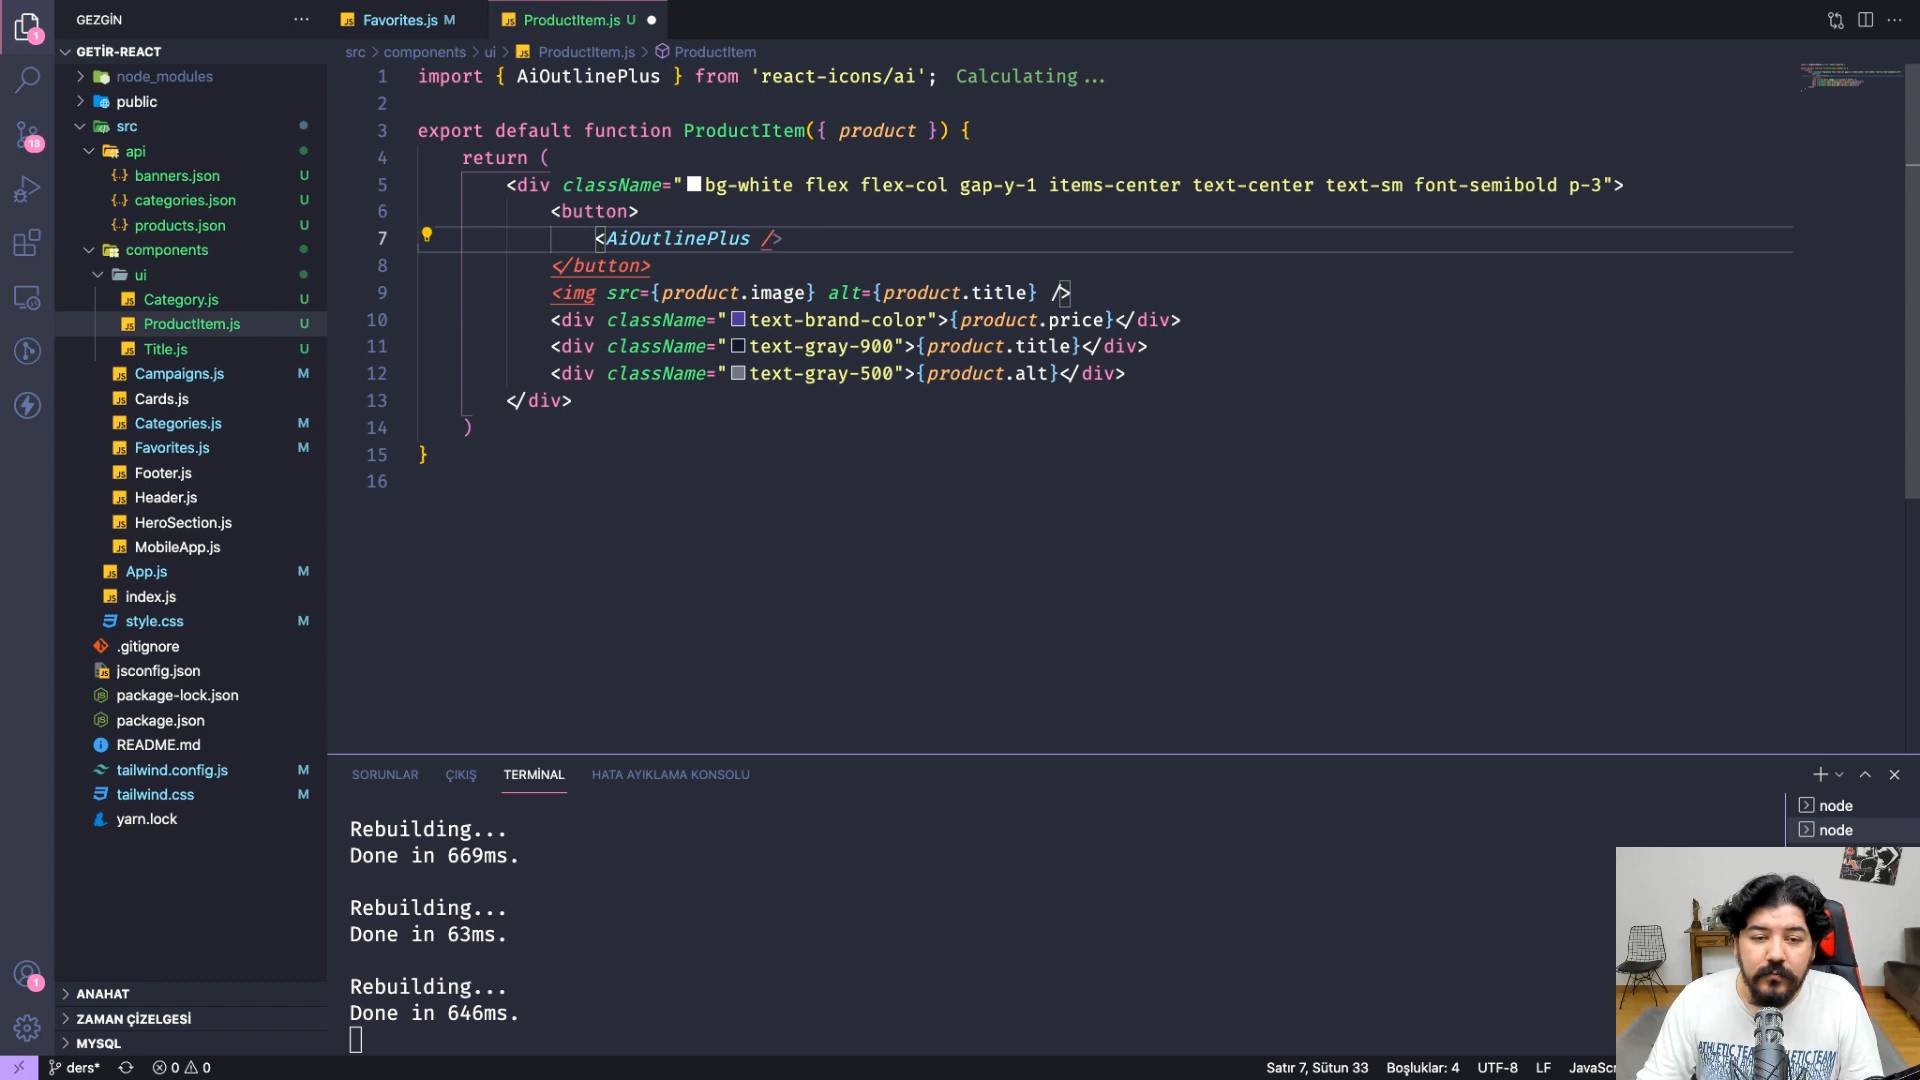 GEZGİN
Favorites.js M
ProductItem.js U
GETİR-REACT
src > components > ui > ProductItem.js > ProductItem
node_modules
public
src
api
banners.json U
categories.json U
products.json U
components
ui
Category.js U
ProductItem.js U
Title.js U
Campaigns.js M
Cards.js
Categories.js M
Favorites.js M
Footer.js
Header.js
HeroSection.js
MobileApp.js
App.js M
index.js
style.css M
.gitignore
jsconfig.json
package-lock.json
package.json
README.md
tailwind.config.js M
tailwind.css M
yarn.lock
ANAHAT
ZAMAN ÇİZELGESİ
MYSQL
1
13
1
1 import { AiOutlinePlus } from 'react-icons/ai'; Calculating...
2
3 export default function ProductItem({ product }) {
4 return (
5 <div className="bg-white flex flex-col gap-y-1 items-center text-center text-sm font-semibold p-3">
6 <button>
7 <AiOutlinePlus />
8 </button>
9 <img src={product.image} alt={product.title} />
10 <div className="text-brand-color">{product.price}</div>
11 <div className="text-gray-900">{product.title}</div>
12 <div className="text-gray-500">{product.alt}</div>
13 </div>
14 )
15 }
16
SORUNLAR ÇIKIŞ TERMİNAL HATA AYIKLAMA KONSOLU
Rebuilding...
Done in 669ms.
Rebuilding...
Done in 63ms.
Rebuilding...
Done in 646ms.
node
node
ders* 0 0
Satır 7, Sütun 33 Boşluklar: 4 UTF-8 LF JavaScr
ATHLETIC TEAM